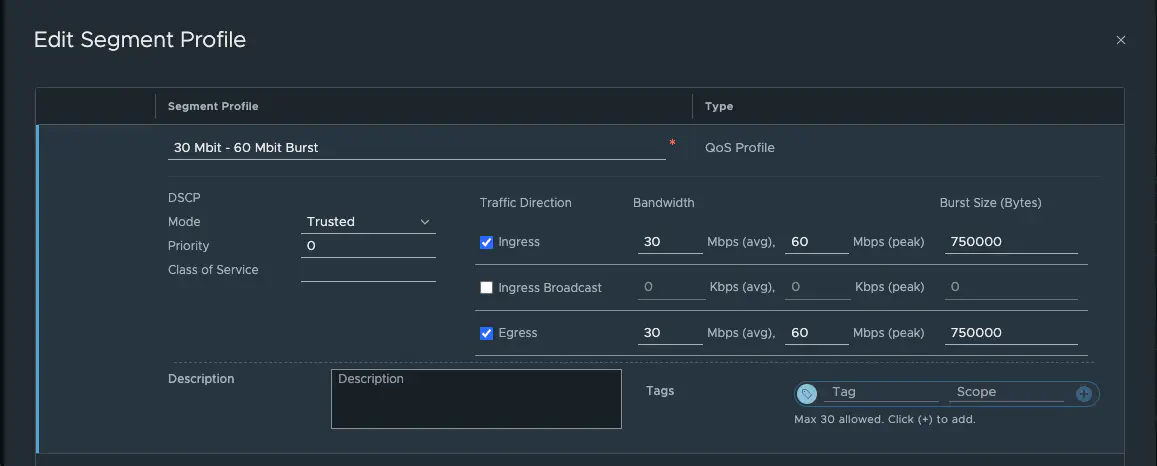 Edit Segment Profile
Segment Profile Type
30 Mbit - 60 Mbit Burst * QoS Profile
DSCP
Traffic Direction Bandwidth Burst Size (Bytes)
Mode Trusted
Ingress 30 Mbps (avg), 60 Mbps (peak) 750000
Priority 0
Class of Service
Ingress Broadcast 0 Kbps (avg), 0 Kbps (peak) 0
Egress 30 Mbps (avg), 60 Mbps (peak) 750000
Description Description
Tags Tag Scope
Max 30 allowed. Click (+) to add.